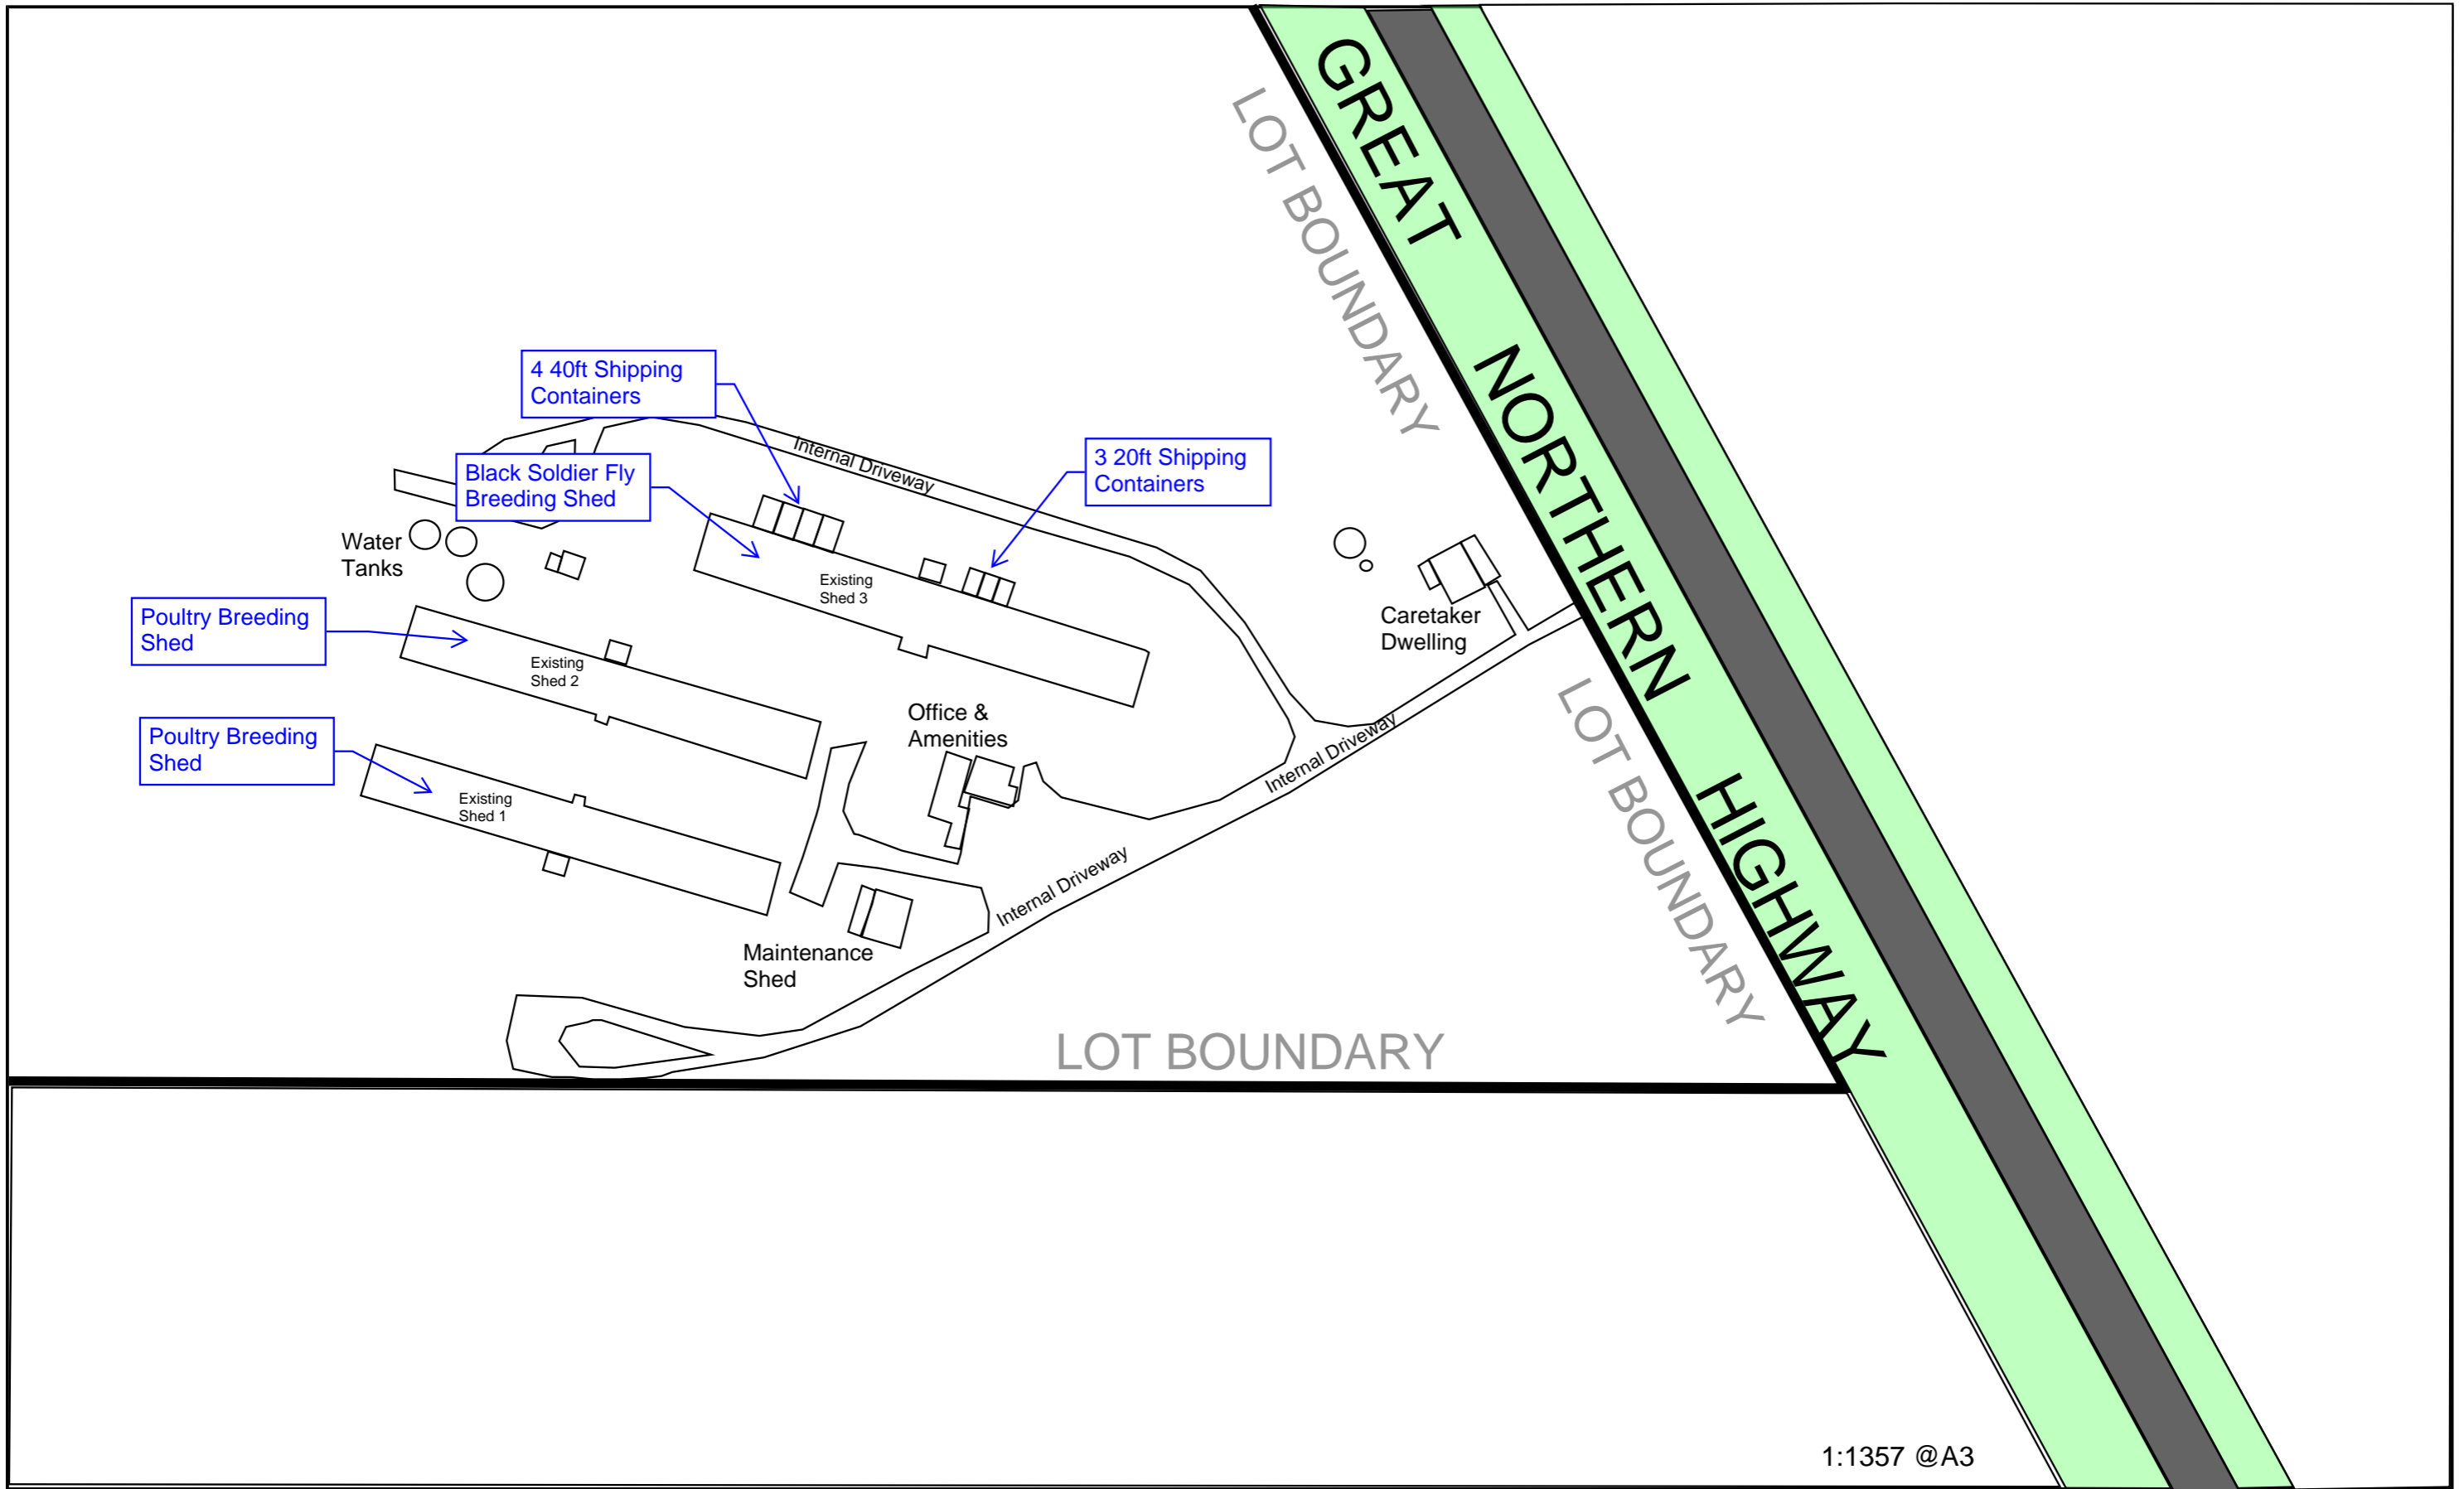 GREAT NORTHERN HIGHWAY
LOT BOUNDARY
4 40ft Shipping
Containers
Internal Driveway
3 20ft Shipping
Containers
Black Soldier Fly
Breeding Shed
Water
Tanks
Existing
Shed 3
Poultry Breeding
Shed
Existing
Shed 2
Caretaker
Dwelling
Office &
Amenities
Poultry Breeding
Shed
Existing
Shed 1
Internal Driveway
LOT BOUNDARY
Internal Driveway
Maintenance
Shed
LOT BOUNDARY
1:1357 @A3